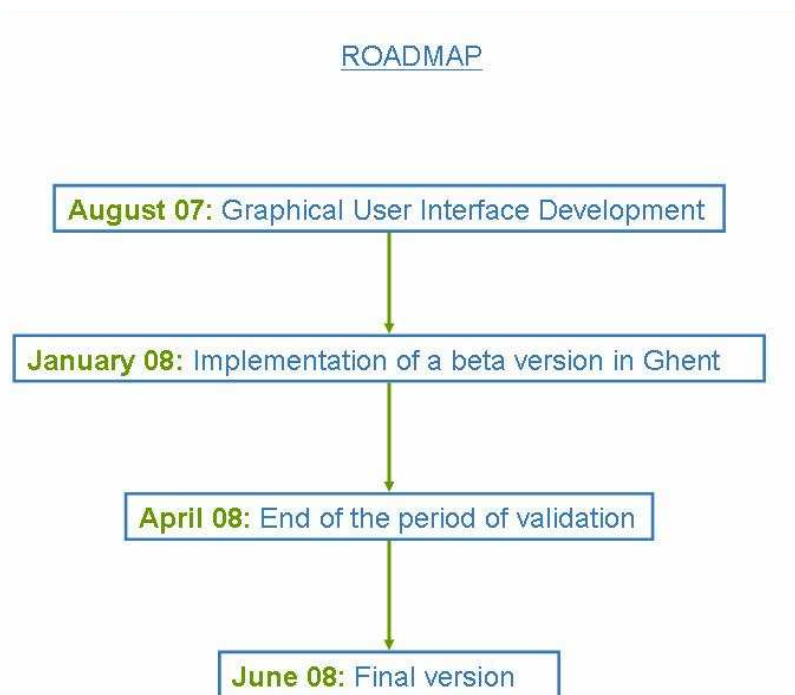 ROADMAP
August 07: Graphical User Interface Development
January 08: Implementation of a beta version in Ghent
April 08: End of the period of validation
June 08: Final version